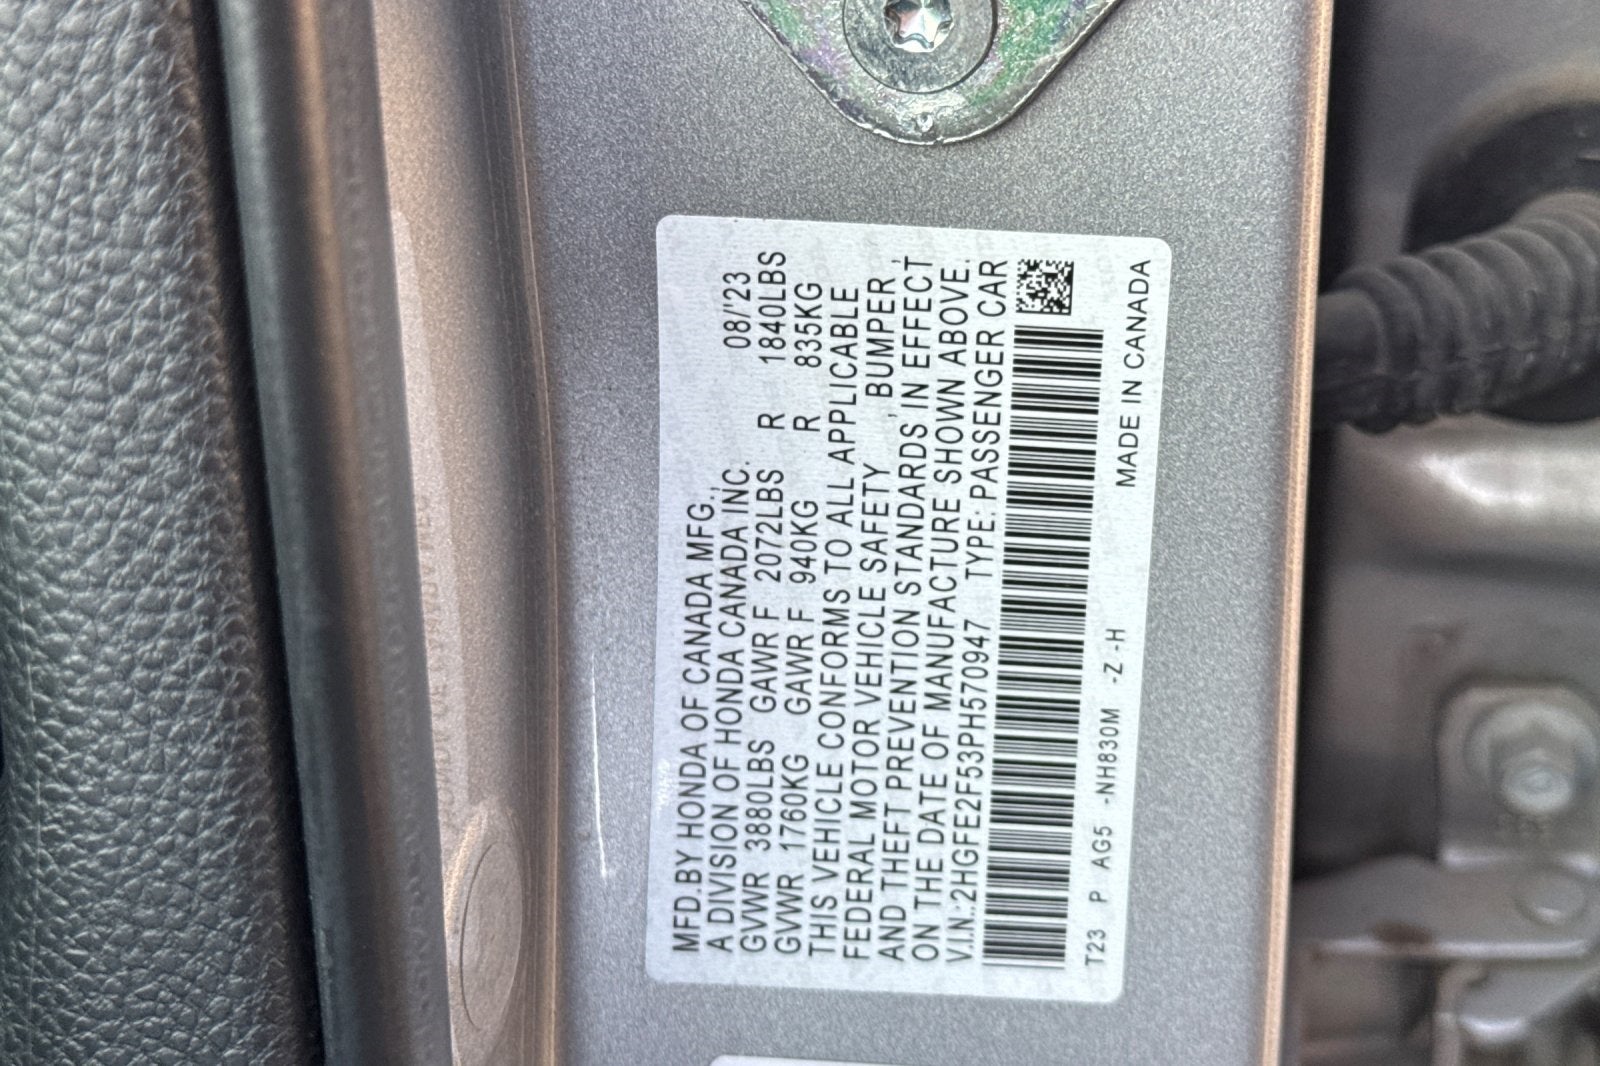 MFD.BY HONDA OF CANADA MFG.,
A DIVISION OF HONDA CANADA INC. 08/'23
GVWR 3880LBS GAWR F 2072LBS R 1840LBS
GVWR 1760KG GAWR F 940KG R 835KG
THIS VEHICLE CONFORMS TO ALL APPLICABLE
FEDERAL MOTOR VEHICLE SAFETY , BUMPER ,
AND THEFT PREVENTION STANDARDS IN EFFECT
ON THE DATE OF MANUFACTURE SHOWN ABOVE.
V.I.N.:2HGFE2F53PH570947 TYPE: PASSENGER CAR
T23 P AG5 -NH830M -Z -H MADE IN CANADA